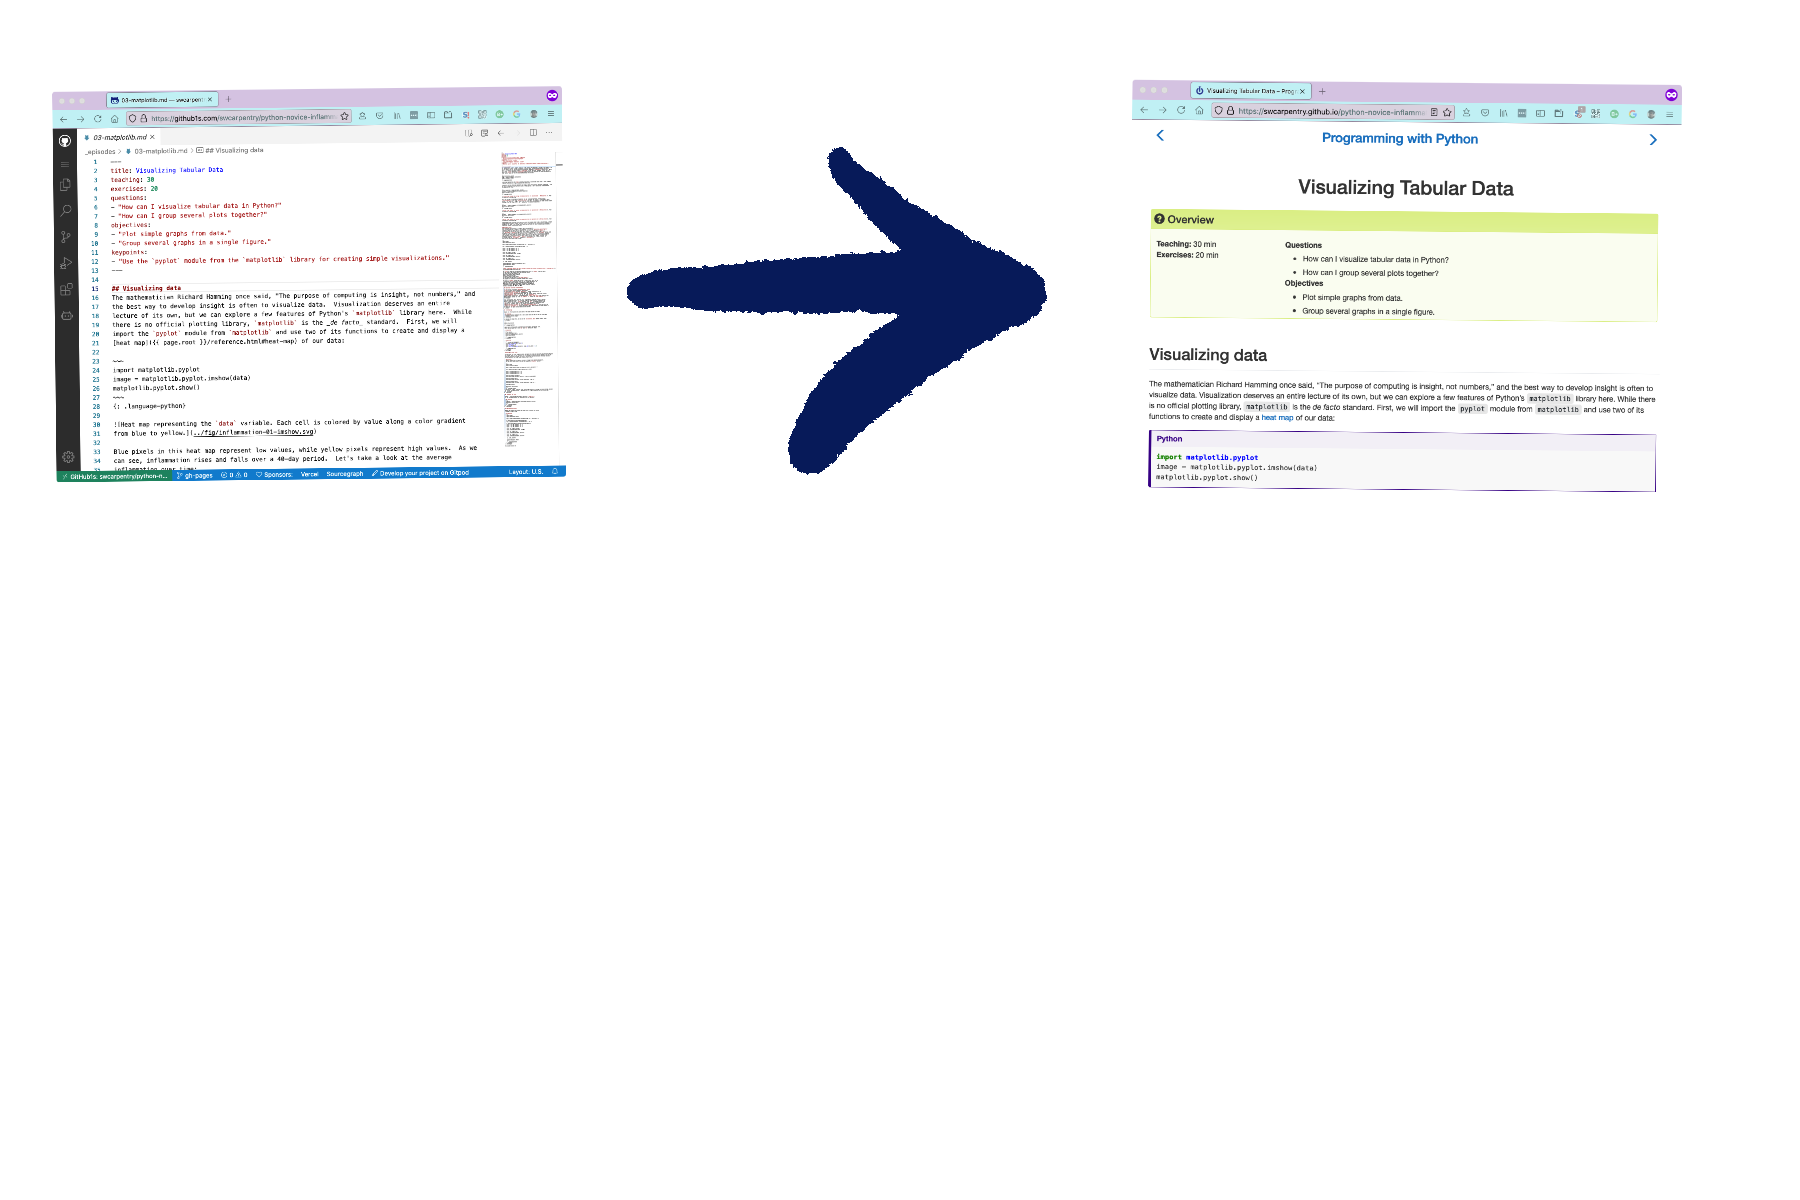 03-matplotlib.md — swcarpent
https://github1s.com/swcarpentry/python-novice-inflamm
03-matplotlib.md
_episodes > 03-matplotlib.md > ## Visualizing data
1 ---
2 title: Visualizing Tabular Data
3 teaching: 30
4 exercises: 20
5 questions:
6 - "How can I visualize tabular data in Python?"
7 - "How can I group several plots together?"
8 objectives:
9 - "Plot simple graphs from data."
10 - "Group several graphs in a single figure."
11 keypoints:
12 - "Use the `pyplot` module from the `matplotlib` library for creating simple visualizations."
13 ---
14
15 ## Visualizing data
16 The mathematician Richard Hamming once said, "The purpose of computing is insight, not numbers," and
17 the best way to develop insight is often to visualize data.  Visualization deserves an entire
18 lecture of its own, but we can explore a few features of Python's `matplotlib` library here.  While
19 there is no official plotting library, `matplotlib` is the _de facto_ standard.  First, we will
20 import the `pyplot` module from `matplotlib` and use two of its functions to create and display a
21 [heat map]({{ page.root }}/reference.html#heat-map) of our data:
22
23 ~~~
24 import matplotlib.pyplot
25 image = matplotlib.pyplot.imshow(data)
26 matplotlib.pyplot.show()
27 ~~~
28 {: .language-python}
29
30 ![Heat map representing the `data` variable. Each cell is colored by value along a color gradient
31 from blue to yellow.](../fig/inflammation-01-imshow.svg)
32
33 Blue pixels in this heat map represent low values, while yellow pixels represent high values.  As we
34 can see, inflammation rises and falls over a 40-day period.  Let's take a look at the average
35 inflammation over time:
GitHub1s: swcarpentry/python-n... gh-pages 0 0 Sponsors: Vercel Sourcegraph Develop your project on Gitpod Layout: U.S.
Visualizing Tabular Data – Progr
https://swcarpentry.github.io/python-novice-inflamm
Programming with Python
Visualizing Tabular Data
Overview
Teaching: 30 min
Exercises: 20 min
Questions
• How can I visualize tabular data in Python?
• How can I group several plots together?
Objectives
• Plot simple graphs from data.
• Group several graphs in a single figure.
Visualizing data
The mathematician Richard Hamming once said, “The purpose of computing is insight, not numbers,” and the best way to develop insight is often to
visualize data. Visualization deserves an entire lecture of its own, but we can explore a few features of Python’s matplotlib library here. While there
is no official plotting library, matplotlib is the de facto standard. First, we will import the pyplot module from matplotlib and use two of its
functions to create and display a heat map of our data:
Python
import matplotlib.pyplot
image = matplotlib.pyplot.imshow(data)
matplotlib.pyplot.show()